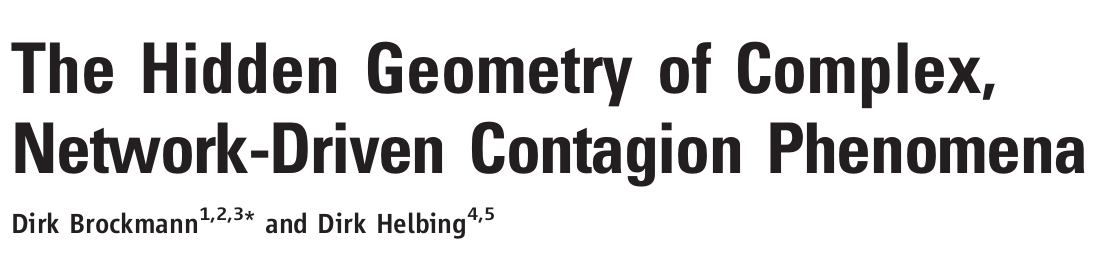 The Hidden Geometry of Complex,
Network-Driven Contagion Phenomena
Dirk Brockmann1,2,3* and Dirk Helbing4,5